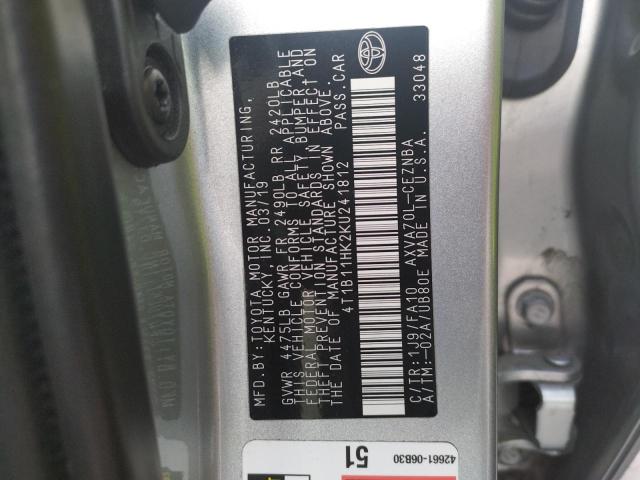 MFD.BY:TOYOTA MOTOR MANUFACTURING,
KENTUCKY, INC. 03/19
GVWR 4475LB GAWR FR 2490LB RR 2420LB
THIS VEHICLE CONFORMS TO ALL APPLICABLE
FEDERAL MOTOR VEHICLE SAFETY, BUMPER AND
THEFT PREVENTION STANDARDS IN EFFECT ON
THE DATE OF MANUFACTURE SHOWN ABOVE.
4T1B11HK2KU241812 PASS.CAR
C/TR:1J9/FA10 AXVA70L-CEZNBA
A/TM:-02A/UB80E MADE IN U.S.A. 33048
TOYOTA
51
42661-06B30